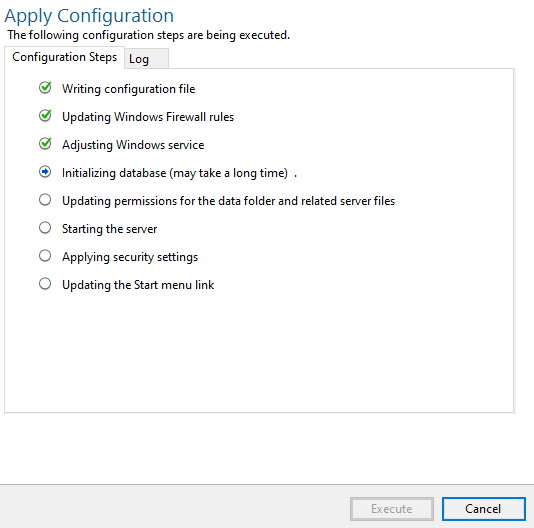 Apply Configuration
The following configuration steps are being executed.
Configuration Steps
Log
Writing configuration file
Updating Windows Firewall rules
Adjusting Windows service
Initializing database (may take a long time)  .
Updating permissions for the data folder and related server files
Starting the server
Applying security settings
Updating the Start menu link
Execute
Cancel